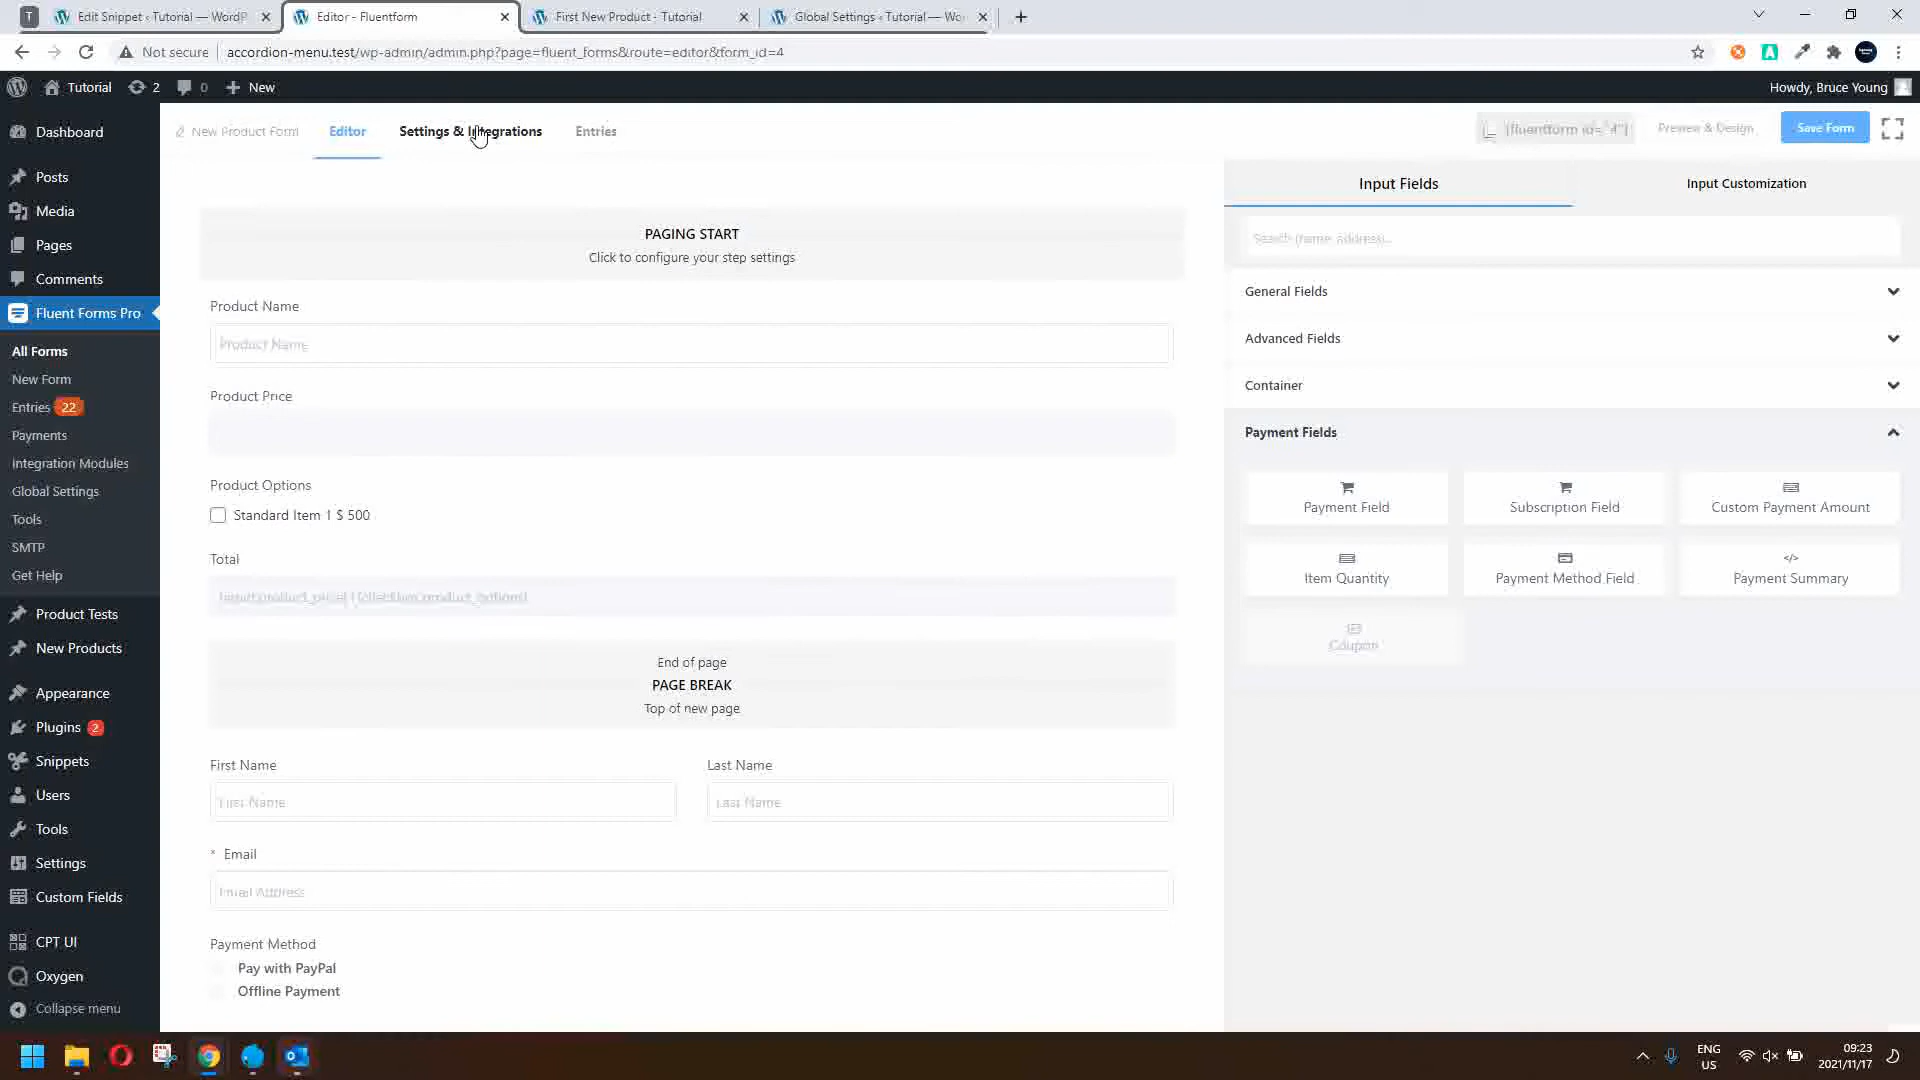 T
Edit Snippet ‹ Tutorial — WordP
Editor - Fluentform
First New Product - Tutorial
Global Settings ‹ Tutorial — Wo
Not secure
accordion-menu.test/wp-admin/admin.php?page=fluent_forms&route=editor&form_id=4
Tutorial
2
0
New
Howdy, Bruce Young
Dashboard
Posts
Media
Pages
Comments
Fluent Forms Pro
All Forms
New Form
Entries 22
Payments
Integration Modules
Global Settings
Tools
SMTP
Get Help
Product Tests
New Products
Appearance
Plugins 2
Snippets
Users
Tools
Settings
Custom Fields
CPT UI
Oxygen
Collapse menu
New Product Form
Editor
Settings & Integrations
Entries
[fluentform id="4"]
Preview & Design
Save Form
PAGING START
Click to configure your step settings
Product Name
Product Name
Product Price
Product Options
Standard Item 1 $ 500
Total
End of page
PAGE BREAK
Top of new page
First Name
Last Name
First Name
Last Name
* Email
Email Address
Payment Method
Pay with PayPal
Offline Payment
Input Fields
Input Customization
Search (name, address)...
General Fields
Advanced Fields
Container
Payment Fields
Payment Field
Subscription Field
Custom Payment Amount
Item Quantity
Payment Method Field
Payment Summary
Coupon
ENG
US
09:23
2021/11/17